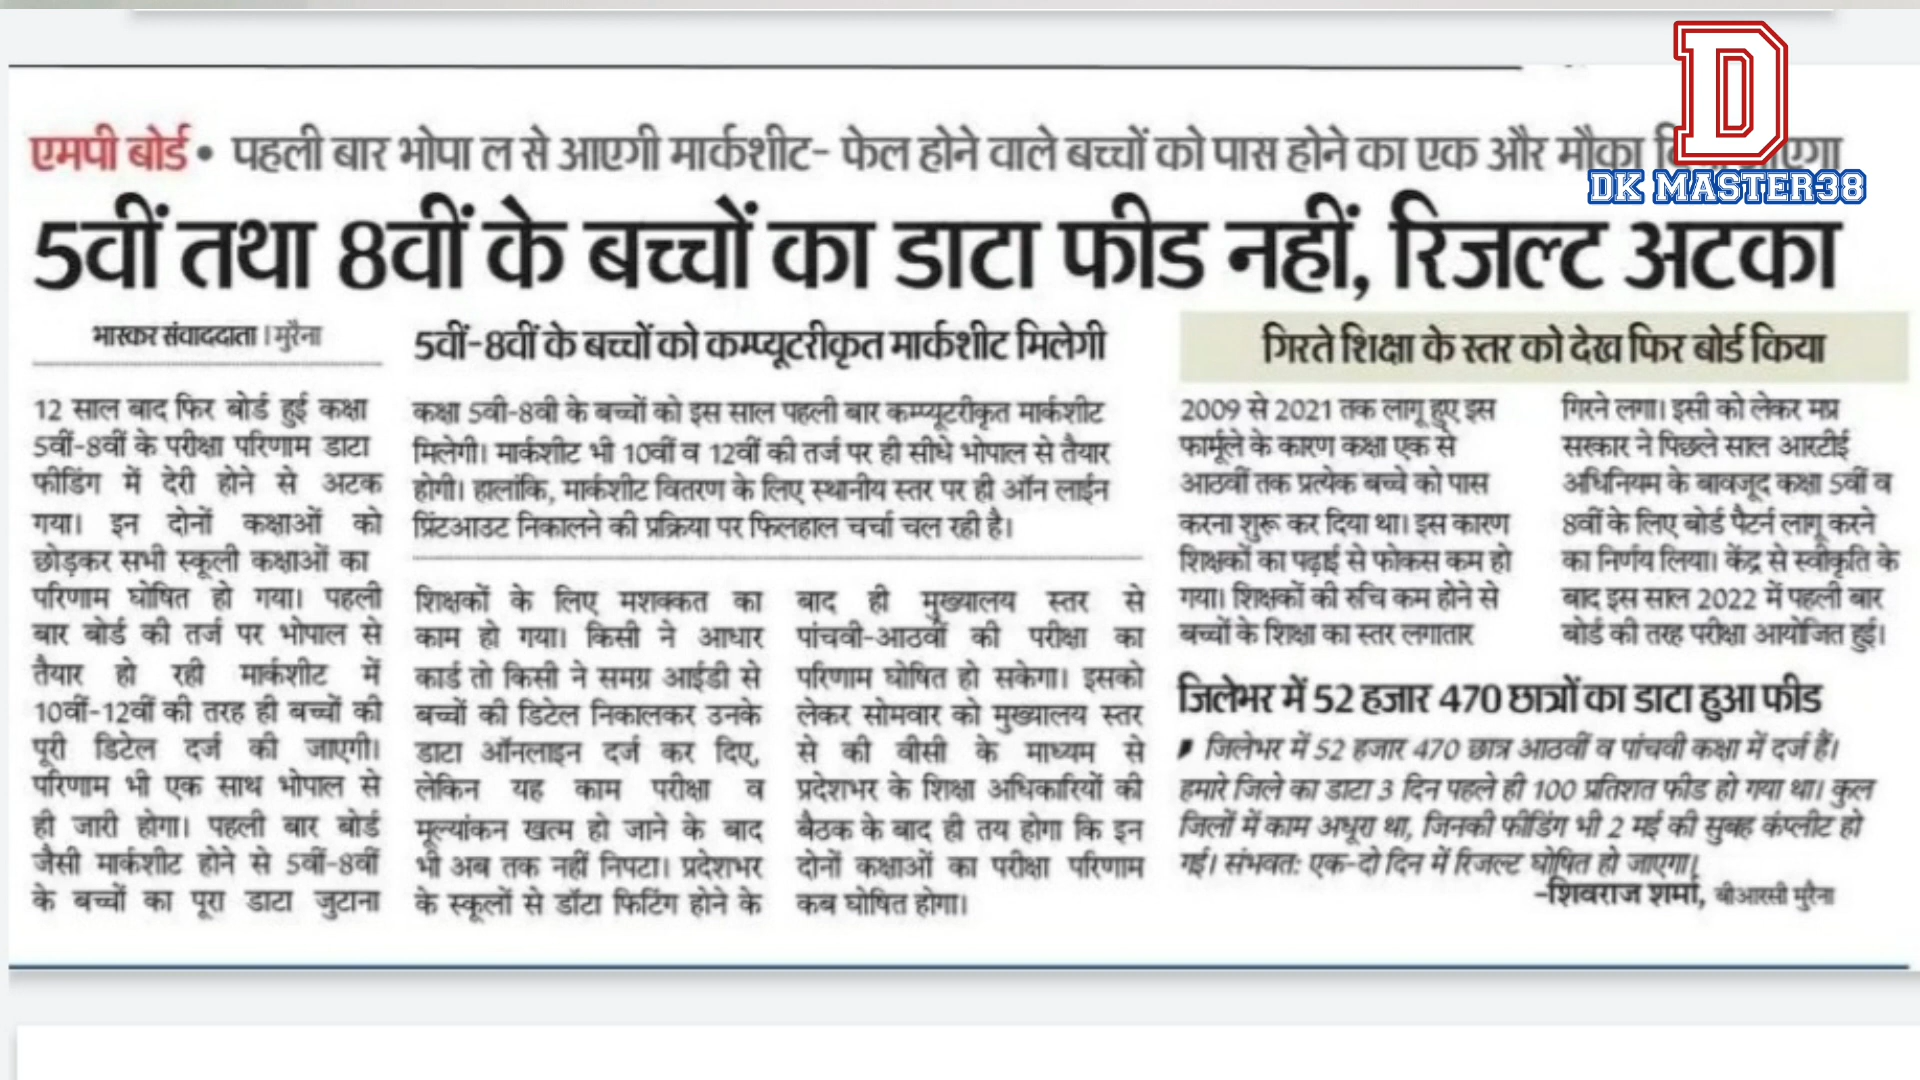 एमपी बोर्ड • पहली बार भोपा ल से आएगी मार्कशीट- फेल होने वाले बच्चों को पास होने का एक और मौका
D
DK MASTER38
5वीं तथा 8वीं के बच्चों का डाटा फीड नहीं, रिजल्ट अटका
भास्कर संवाददाता | मुरैना
12 साल बाद फिर बोर्ड हुई कक्षा
5वीं-8वीं के परीक्षा परिणाम डाटा
फीडिंग में देरी होने से अटक
गया। इन दोनों कक्षाओं को
छोड़कर सभी स्कूली कक्षाओं का
परिणाम घोषित हो गया। पहली
बार बोर्ड की तर्ज पर भोपाल से
तैयार हो रही मार्कशीट में
10वीं-12वीं की तरह ही बच्चों की
पूरी डिटेल दर्ज की जाएगी।
परिणाम भी एक साथ भोपाल से
ही जारी होगा। पहली बार बोर्ड
जैसी मार्कशीट होने से 5वीं-8वीं
के बच्चों का पूरा डाटा जुटाना
5वीं-8वीं के बच्चों को कम्प्यूटरीकृत मार्कशीट मिलेगी
कक्षा 5वी-8वी के बच्चों को इस साल पहली बार कम्प्यूटरीकृत मार्कशीट
मिलेगी। मार्कशीट भी 10वीं व 12वीं की तर्ज पर ही सीधे भोपाल से तैयार
होगी। हालांकि, मार्कशीट वितरण के लिए स्थानीय स्तर पर ही ऑन लाईन
प्रिंटआउट निकालने की प्रक्रिया पर फिलहाल चर्चा चल रही है।
शिक्षकों के लिए मशक्कत का
काम हो गया। किसी ने आधार
कार्ड तो किसी ने समग्र आईडी से
बच्चों की डिटेल निकालकर उनके
डाटा ऑनलाइन दर्ज कर दिए,
लेकिन यह काम परीक्षा व
मूल्यांकन खत्म हो जाने के बाद
भी अब तक नहीं निपटा। प्रदेशभर
के स्कूलों से डॉटा फिटिंग होने के
बाद ही मुख्यालय स्तर से
पांचवी-आठवीं की परीक्षा का
परिणाम घोषित हो सकेगा। इसको
लेकर सोमवार को मुख्यालय स्तर
से की वीसी के माध्यम से
प्रदेशभर के शिक्षा अधिकारियों की
बैठक के बाद ही तय होगा कि इन
दोनों कक्षाओं का परीक्षा परिणाम
कब घोषित होगा।
गिरते शिक्षा के स्तर को देख फिर बोर्ड किया
2009 से 2021 तक लागू हुए इस
फार्मूले के कारण कक्षा एक से
आठवीं तक प्रत्येक बच्चे को पास
करना शुरू कर दिया था। इस कारण
शिक्षकों का पढ़ाई से फोकस कम हो
गया। शिक्षकों की रुचि कम होने से
बच्चों के शिक्षा का स्तर लगातार
गिरने लगा। इसी को लेकर मप्र
सरकार ने पिछले साल आरटीई
अधिनियम के बावजूद कक्षा 5वीं व
8वीं के लिए बोर्ड पैटर्न लागू करने
का निर्णय लिया। केंद्र से स्वीकृति के
बाद इस साल 2022 में पहली बार
बोर्ड की तरह परीक्षा आयोजित हुई।
जिलेभर में 52 हजार 470 छात्रों का डाटा हुआ फीड
जिलेभर में 52 हजार 470 छात्र आठवीं व पांचवी कक्षा में दर्ज हैं।
हमारे जिले का डाटा 3 दिन पहले ही 100 प्रतिशत फीड हो गया था। कुल
जिलों में काम अधूरा था, जिनकी फीडिंग भी 2 मई की सुबह कंप्लीट हो
गई। संभवतः एक-दो दिन में रिजल्ट घोषित हो जाएगा।
-शिवराज शर्मा, बीआरसी मुरैना